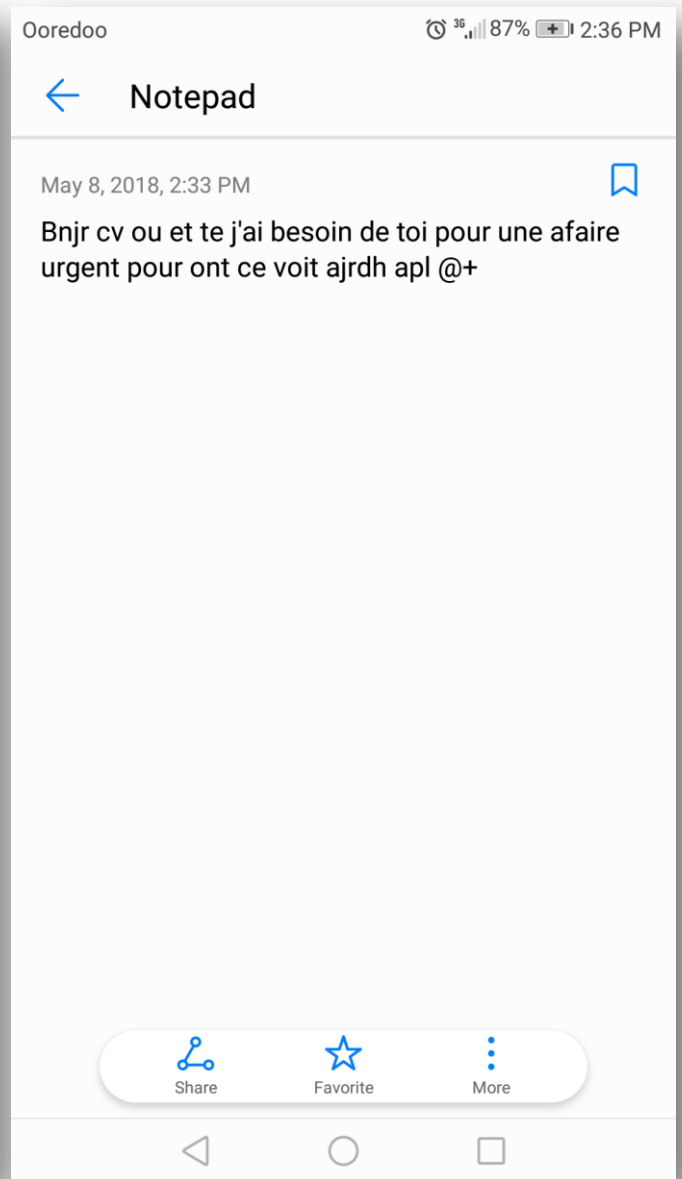 Ooredoo 3G 87% 2:36 PM
Notepad
May 8, 2018, 2:33 PM
Bnjr cv ou et te j'ai besoin de toi pour une afaire
urgent pour ont ce voit ajrdh apl @+
Share Favorite More